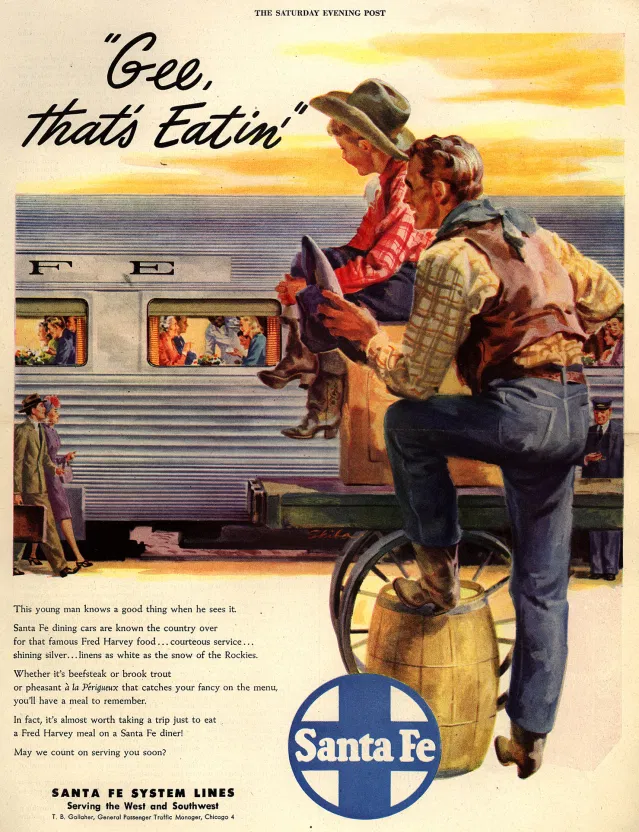 THE SATURDAY EVENING POST
"Gee,
that's Eatin'"
F E
This young man knows a good thing when he sees it.
Santa Fe dining cars are known the country over
for that famous Fred Harvey food...courteous service...
shining silver...linens as white as the snow of the Rockies.
Whether it's beefsteak or brook trout
or pheasant à la Périgueux that catches your fancy on the menu,
you'll have a meal to remember.
In fact, it's almost worth taking a trip just to eat
a Fred Harvey meal on a Santa Fe diner!
May we count on serving you soon?
Santa Fe
SANTA FE SYSTEM LINES
Serving the West and Southwest
T. B. Gallaher, General Passenger Traffic Manager, Chicago 4